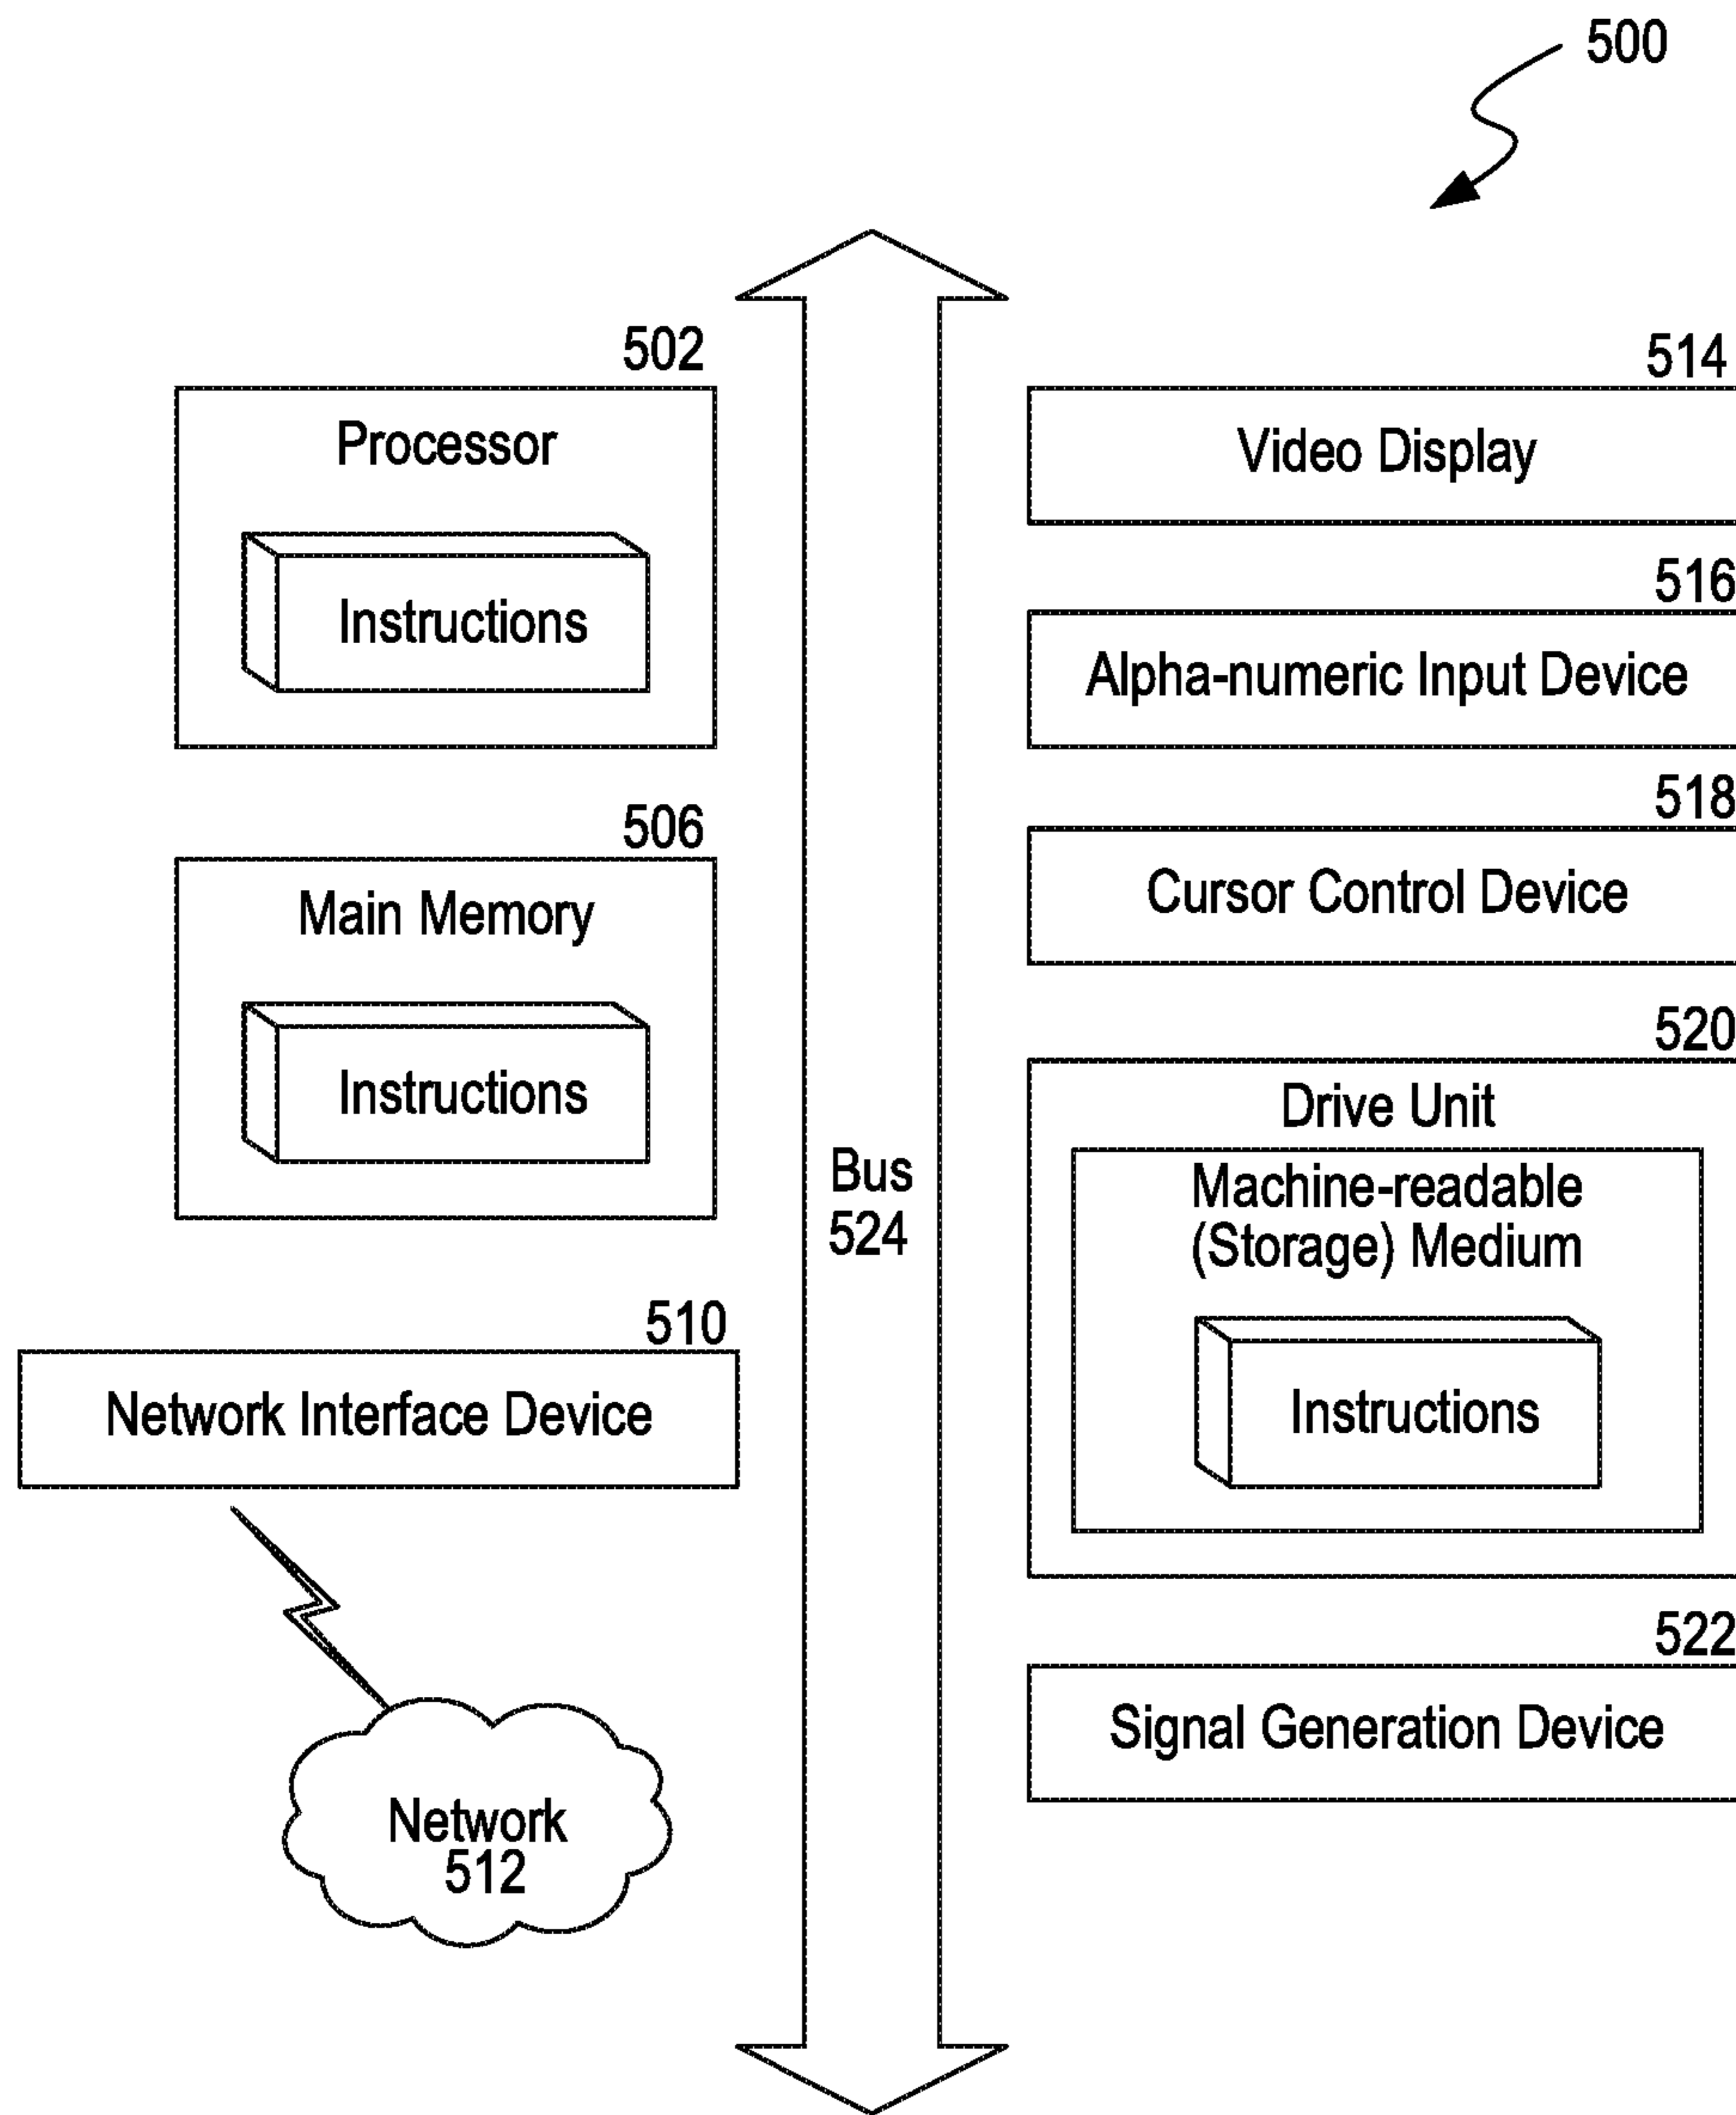 500
502
Processor
Instructions
506
Main Memory
Instructions
510
Network Interface Device
Network
512
Bus
524
514
Video Display
516
Alpha-numeric Input Device
518
Cursor Control Device
520
Drive Unit
Machine-readable
(Storage) Medium
Instructions
522
Signal Generation Device